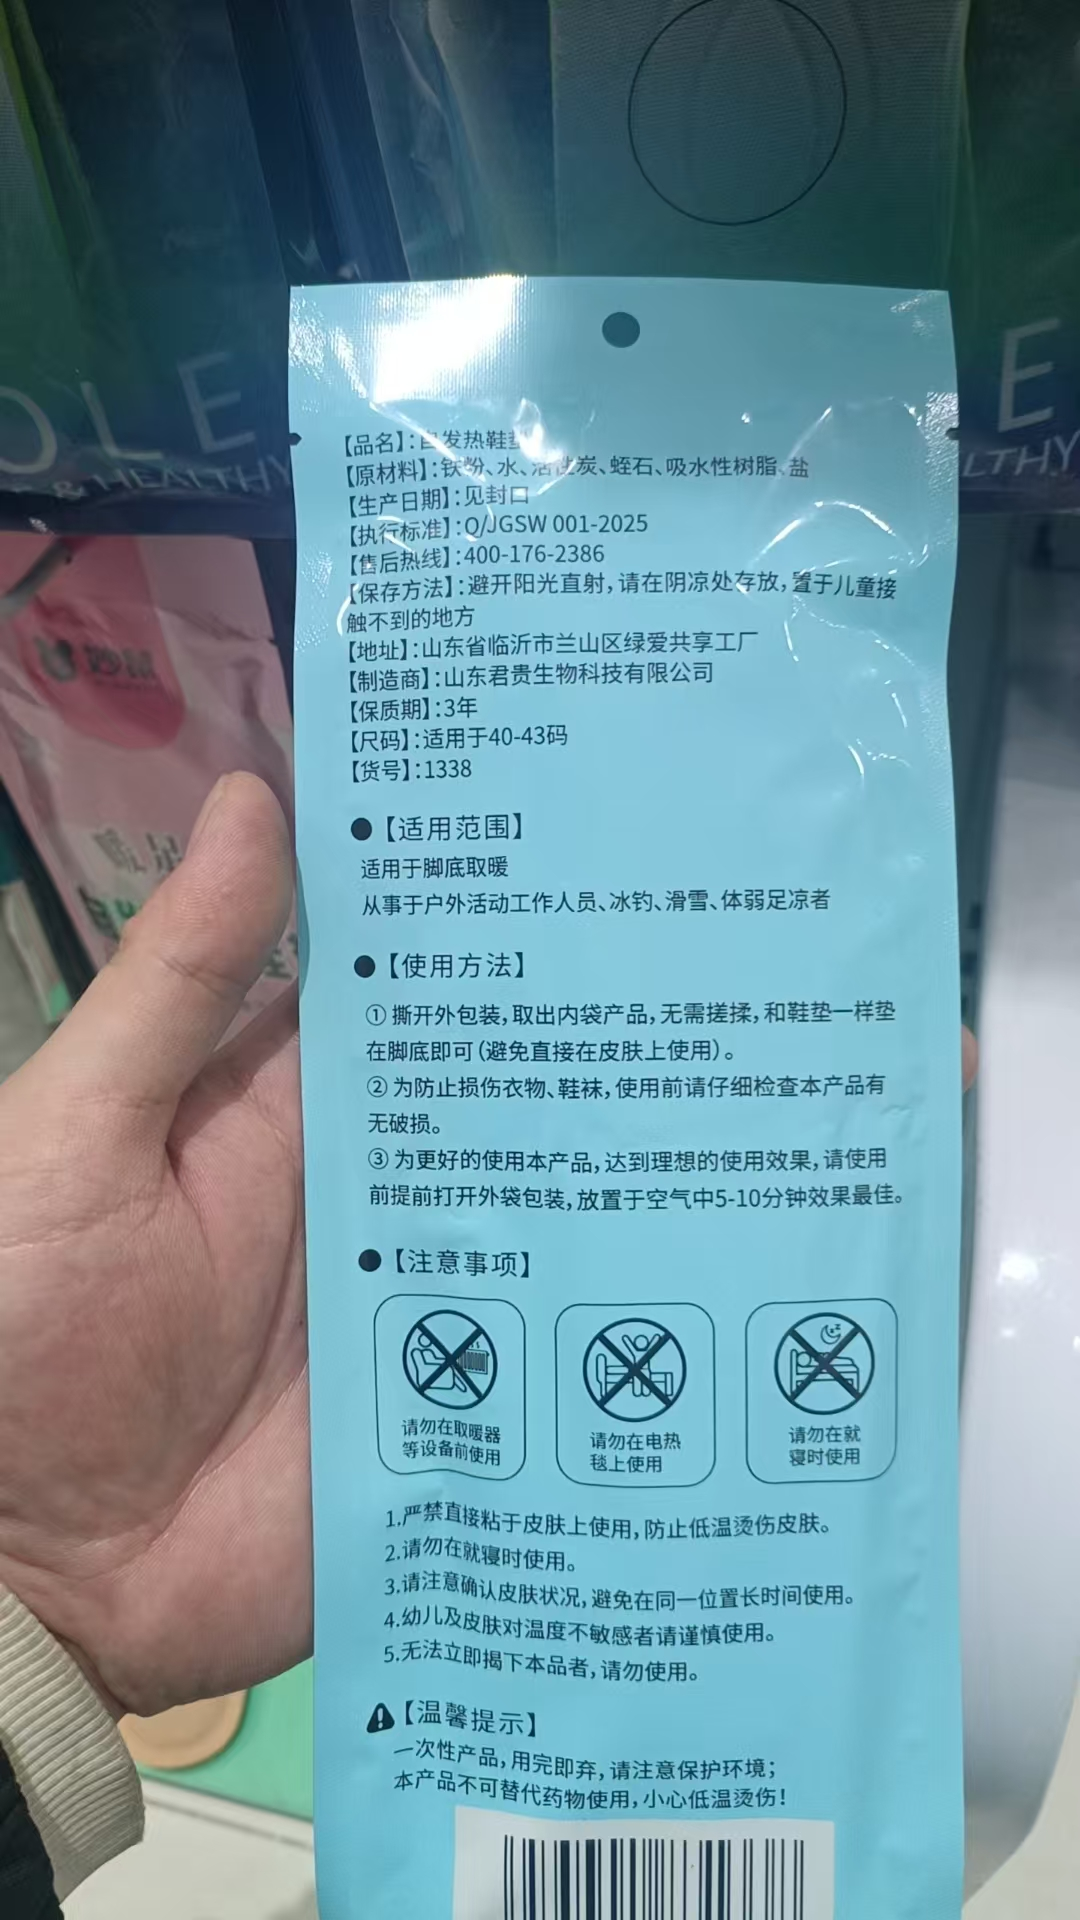 OLE
& HEALTHY
E
LTHY
【品名】:自发热鞋垫
【原材料】:铁粉、水、活性炭、蛭石、吸水性树脂、盐
【生产日期】:见封口
【执行标准】:Q/JGSW 001-2025
【售后热线】:400-176-2386
【保存方法】:避开阳光直射,请在阴凉处存放,置于儿童接
触不到的地方
【地址】:山东省临沂市兰山区绿爱共享工厂
【制造商】:山东君贵生物科技有限公司
【保质期】:3年
【尺码】:适用于40-43码
【货号】:1338
●【适用范围】
适用于脚底取暖
从事于户外活动工作人员、冰钓、滑雪、体弱足凉者
●【使用方法】
① 撕开外包装,取出内袋产品,无需搓揉,和鞋垫一样垫
在脚底即可(避免直接在皮肤上使用)。
② 为防止损伤衣物、鞋袜,使用前请仔细检查本产品有
无破损。
③ 为更好的使用本产品,达到理想的使用效果,请使用
前提前打开外袋包装,放置于空气中5-10分钟效果最佳。
●【注意事项】
请勿在取暖器
等设备前使用
请勿在电热
毯上使用
请勿在就
寝时使用
1.严禁直接粘于皮肤上使用,防止低温烫伤皮肤。
2.请勿在就寝时使用。
3.请注意确认皮肤状况,避免在同一位置长时间使用。
4.幼儿及皮肤对温度不敏感者请谨慎使用。
5.无法立即揭下本品者,请勿使用。
【温馨提示】
一次性产品,用完即弃,请注意保护环境;
本产品不可替代药物使用,小心低温烫伤!